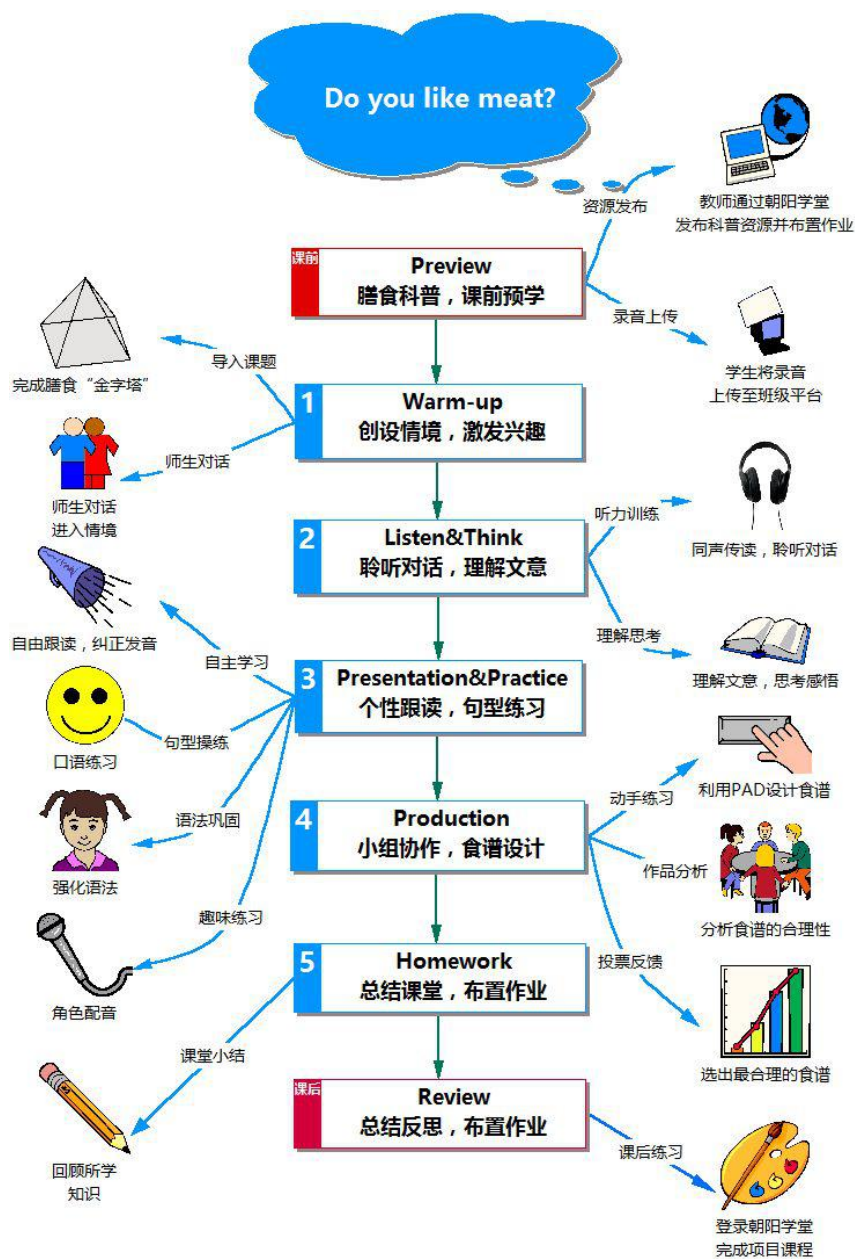 Do you like meat?
资源发布
教师通过朝阳学堂
发布科普资源并布置作业
课前
Preview
膳食科普，课前预学
录音上传
学生将录音
上传至班级平台
导入课题
完成膳食“金字塔”
1
Warm-up
创设情境，激发兴趣
师生对话
师生对话
进入情境
2
Listen&Think
聆听对话，理解文意
听力训练
同声传读，聆听对话
理解思考
理解文意，思考感悟
自由跟读，纠正发音
自主学习
3
Presentation&Practice
个性跟读，句型练习
句型操练
口语练习
语法巩固
强化语法
趣味练习
角色配音
4
Production
小组协作，食谱设计
动手练习
利用PAD设计食谱
作品分析
分析食谱的合理性
投票反馈
选出最合理的食谱
5
Homework
总结课堂，布置作业
课堂小结
回顾所学
知识
课后
Review
总结反思，布置作业
课后练习
登录朝阳学堂
完成项目课程